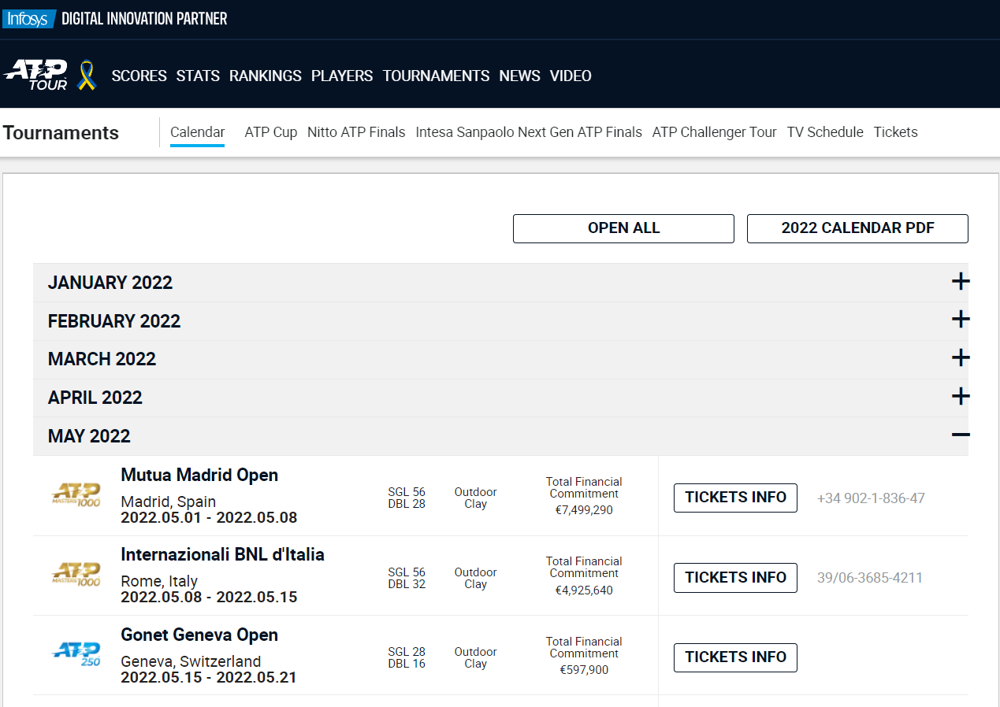 Infosys DIGITAL INNOVATION PARTNER
ATP TOUR
SCORES STATS RANKINGS PLAYERS TOURNAMENTS NEWS VIDEO
Tournaments
Calendar ATP Cup Nitto ATP Finals Intesa Sanpaolo Next Gen ATP Finals ATP Challenger Tour TV Schedule Tickets
OPEN ALL
2022 CALENDAR PDF
JANUARY 2022
FEBRUARY 2022
MARCH 2022
APRIL 2022
MAY 2022
ATP MASTERS 1000
Mutua Madrid Open
Madrid, Spain
2022.05.01 - 2022.05.08
SGL 56
DBL 28
Outdoor
Clay
Total Financial
Commitment
€7,499,290
TICKETS INFO
+34 902-1-836-47
ATP MASTERS 1000
Internazionali BNL d'Italia
Rome, Italy
2022.05.08 - 2022.05.15
SGL 56
DBL 32
Outdoor
Clay
Total Financial
Commitment
€4,925,640
TICKETS INFO
39/06-3685-4211
ATP 250
Gonet Geneva Open
Geneva, Switzerland
2022.05.15 - 2022.05.21
SGL 28
DBL 16
Outdoor
Clay
Total Financial
Commitment
€597,900
TICKETS INFO